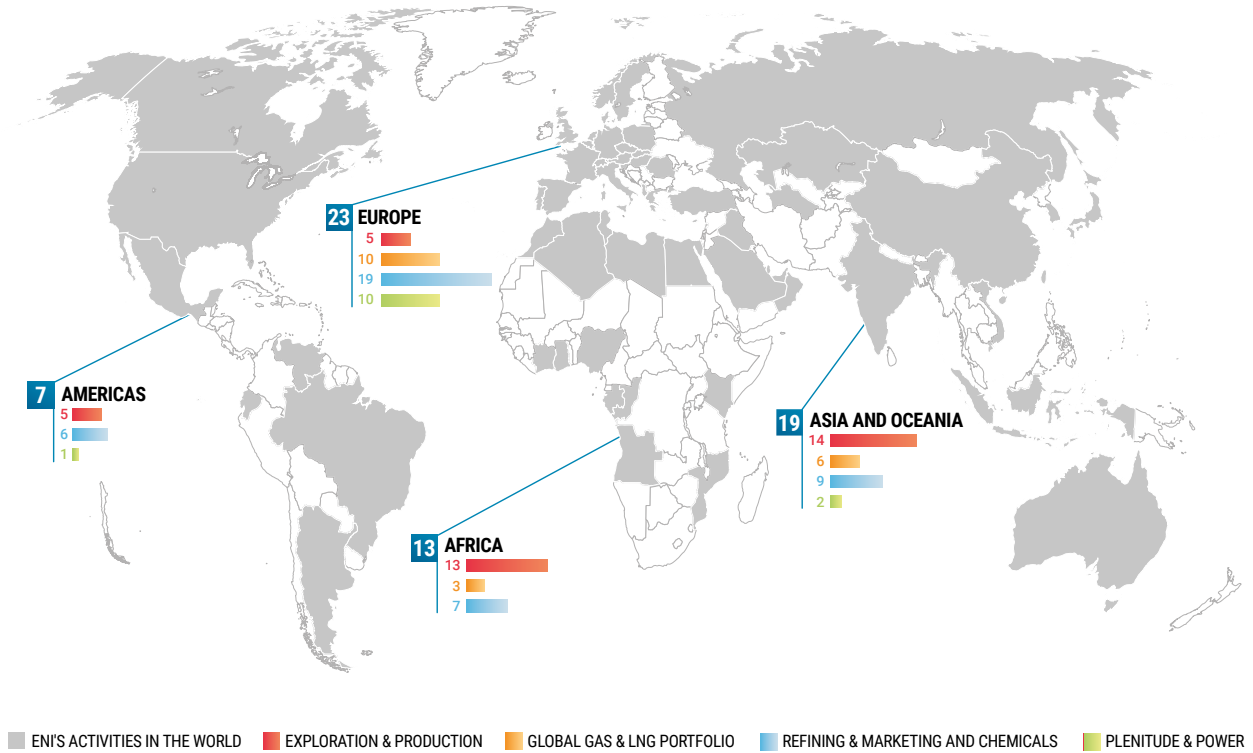 23 EUROPE
5
10
19
10
7 AMERICAS
5
6
1
19 ASIA AND OCEANIA
14
6
9
2
13 AFRICA
13
3
7
ENI'S ACTIVITIES IN THE WORLD EXPLORATION & PRODUCTION GLOBAL GAS & LNG PORTFOLIO REFINING & MARKETING AND CHEMICALS PLENITUDE & POWER